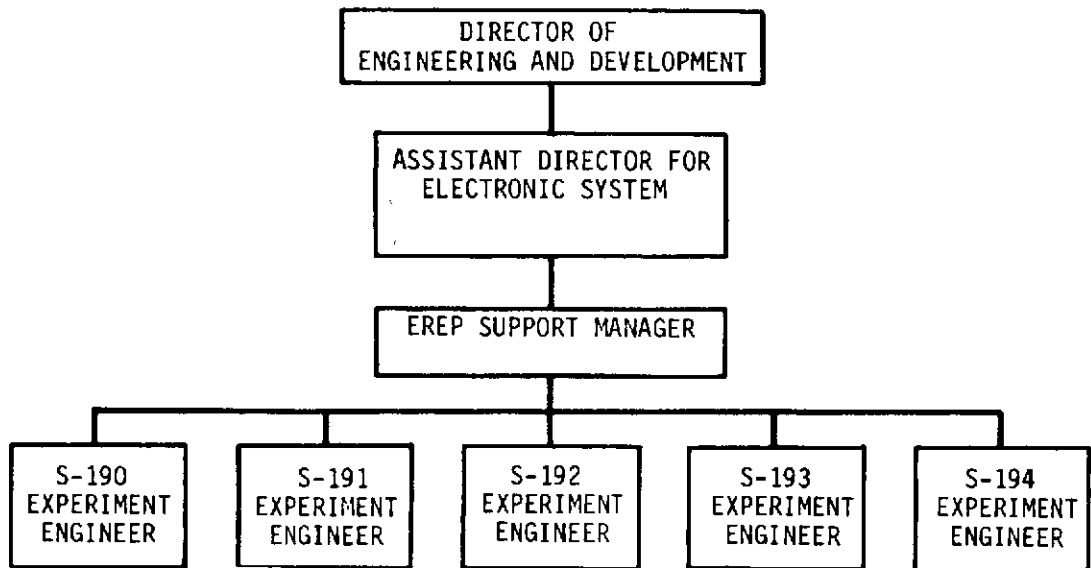 DIRECTOR OF
ENGINEERING AND DEVELOPMENT
ASSISTANT DIRECTOR FOR
ELECTRONIC SYSTEM
EREP SUPPORT MANAGER
S-190
EXPERIMENT
ENGINEER
S-191
EXPERIMENT
ENGINEER
S-192
EXPERIMENT
ENGINEER
S-193
EXPERIMENT
ENGINEER
S-194
EXPERIMENT
ENGINEER